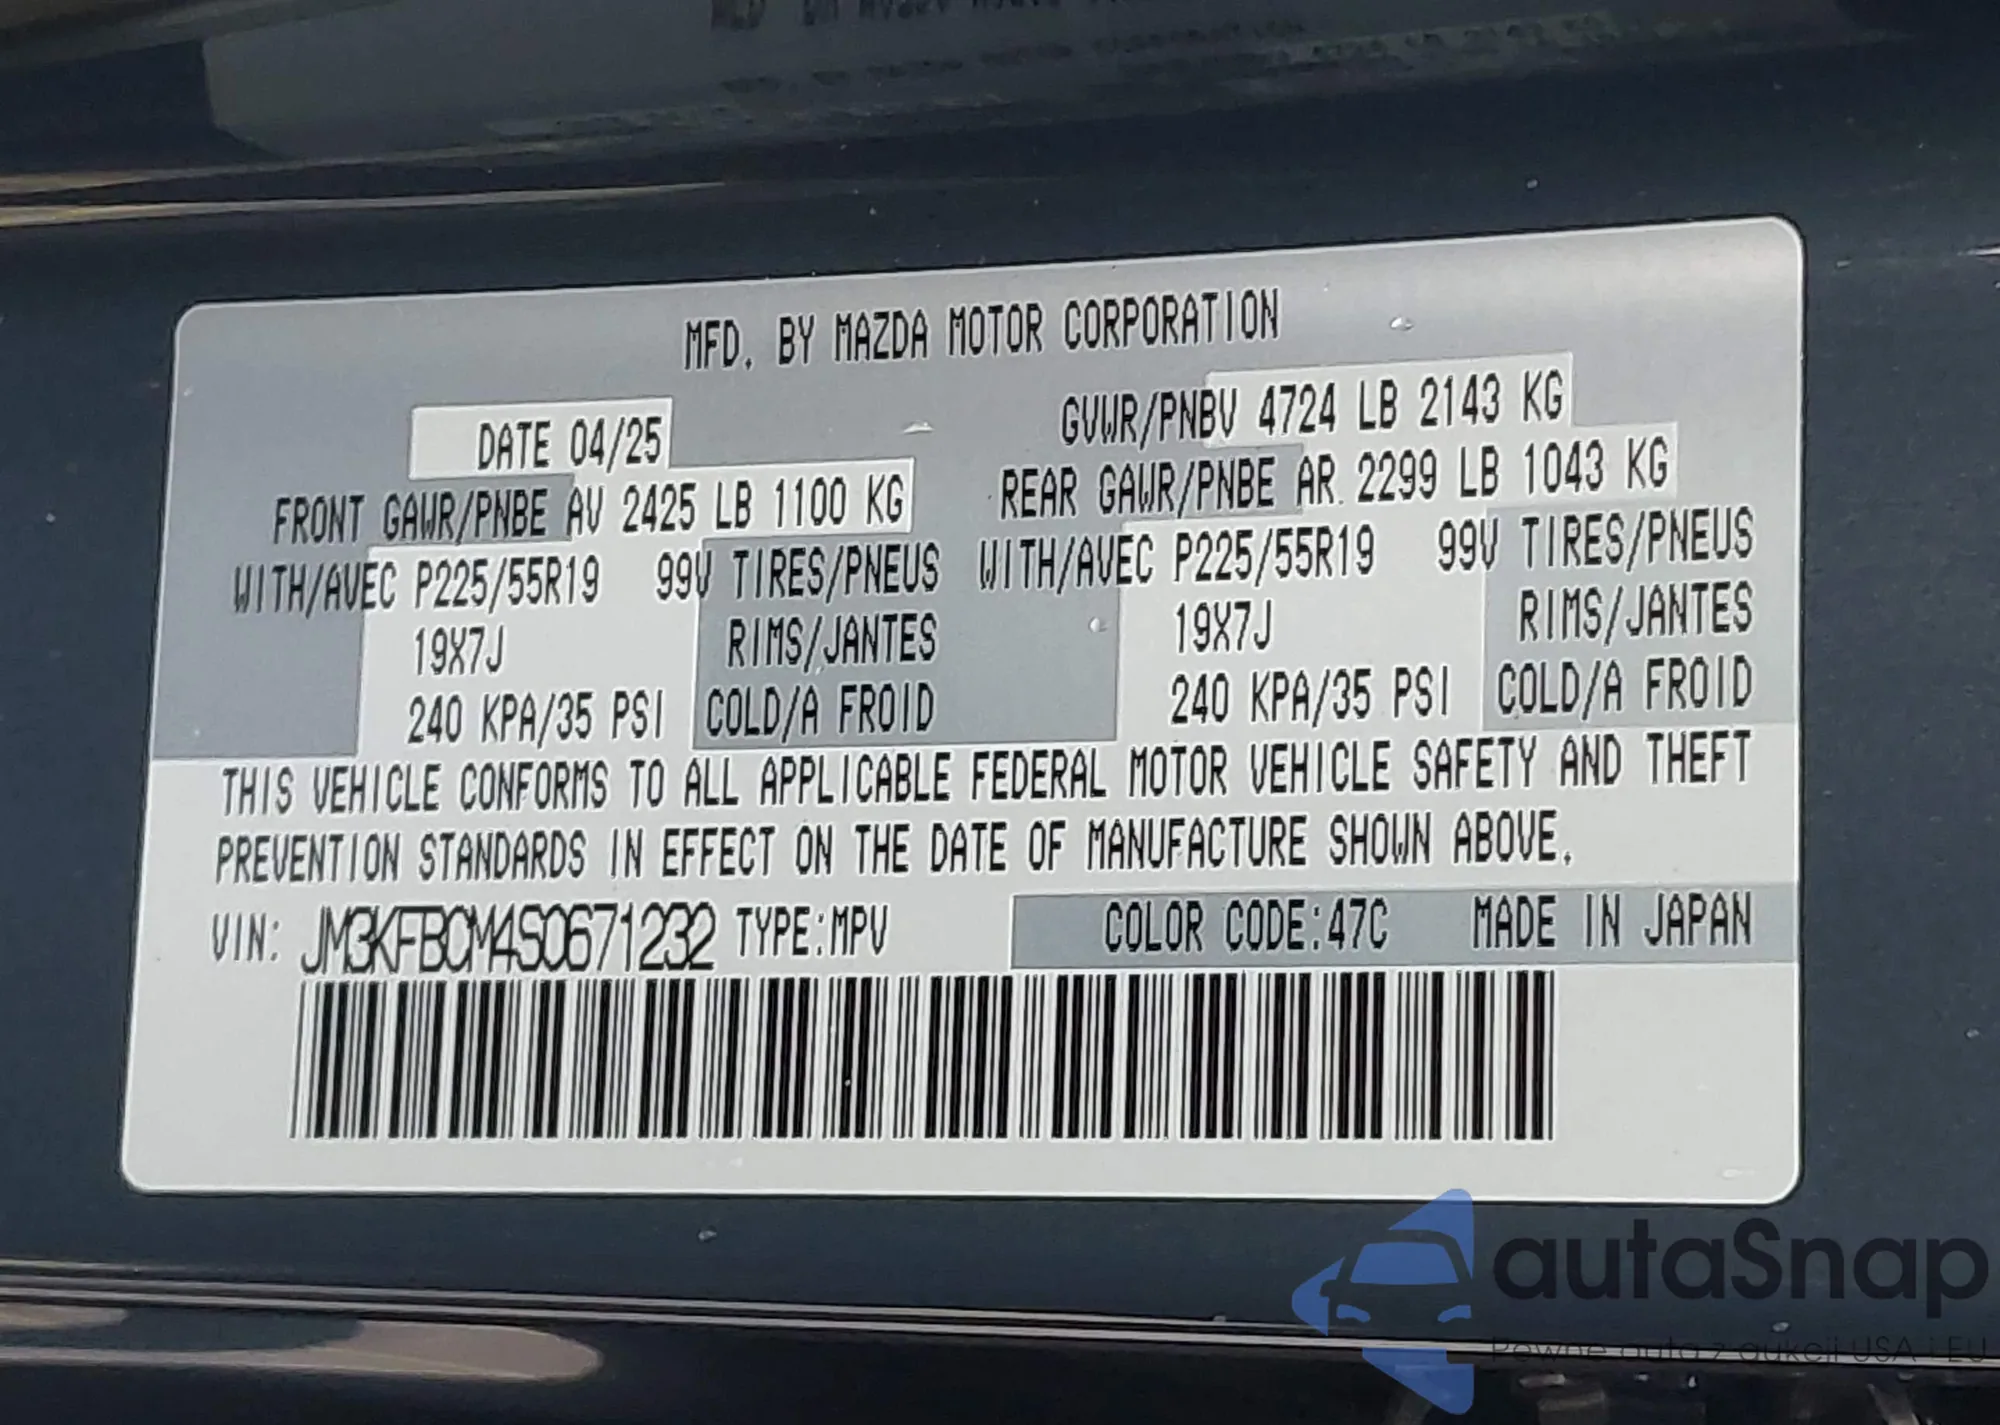 MFD. BY MAZDA MOTOR CORPORATION
DATE 04/25
GVWR/PNBV 4724 LB 2143 KG
FRONT GAWR/PNBE AV 2425 LB 1100 KG
REAR GAWR/PNBE AR 2299 LB 1043 KG
WITH/AVEC P225/55R19 99V TIRES/PNEUS
WITH/AVEC P225/55R19 99V TIRES/PNEUS
19X7J RIMS/JANTES
19X7J RIMS/JANTES
240 KPA/35 PSI COLD/A FROID
240 KPA/35 PSI COLD/A FROID
THIS VEHICLE CONFORMS TO ALL APPLICABLE FEDERAL MOTOR VEHICLE SAFETY AND THEFT
PREVENTION STANDARDS IN EFFECT ON THE DATE OF MANUFACTURE SHOWN ABOVE.
VIN: JM3KFBCM4S0671232 TYPE:MPV COLOR CODE:47C MADE IN JAPAN
autaSnap
Pewne auta z aukcji USA i EU